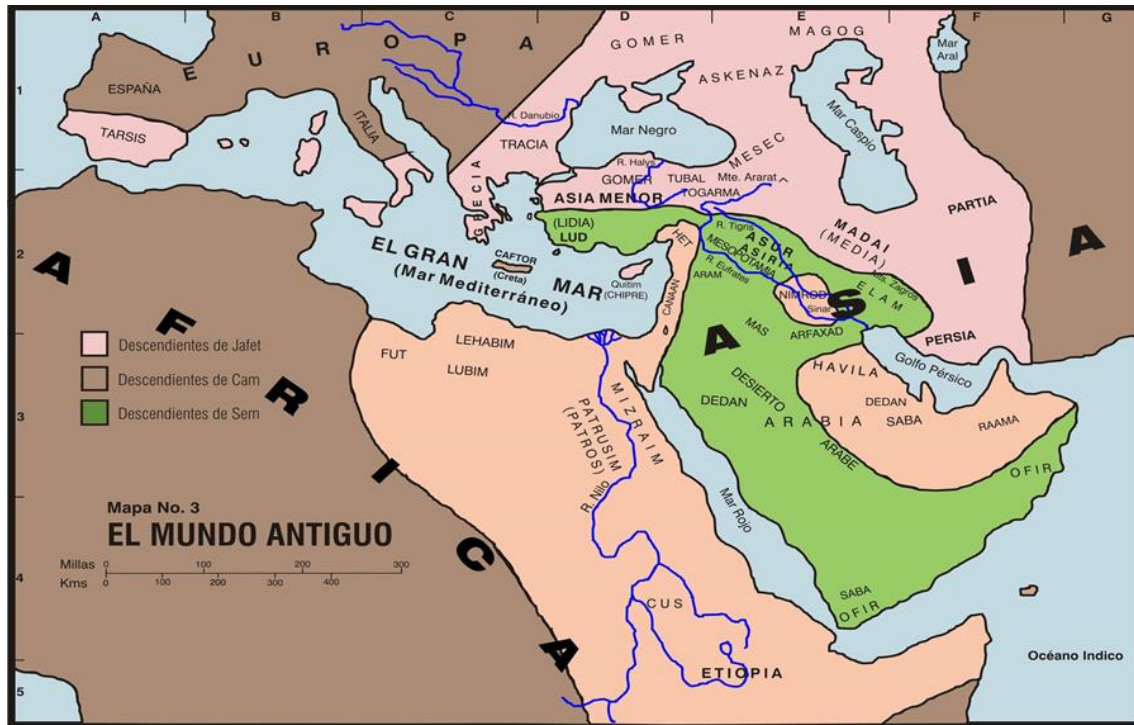 A B C D E F G
1
2
3
4
5
EUROPA
ESPAÑA
TARSIS
ITALIA
R. Danubio
TRACIA
GRECIA
GOMER
MAGOG
ASKENAZ
Mar Aral
Mar Negro
Mar Caspio
R. Halys
GOMER
TUBAL
MESEC
Mte. Ararat ^
TOGARMA
ASIA MENOR
PARTIA
(LIDIA)
LUD
HET
R. Tigris
ASUR
ASIRIA
MESOPOTAMIA
R. Eufrates
ARAM
MADAI
(MEDIA)
Mts. Zagros
ELAM
NIMROD
Sinar
EL GRAN MAR
(Mar Mediterráneo)
CAFTOR
(Creta)
Quitim
(CHIPRE)
CANAAN
MAS
ARFAXAD
PERSIA
Golfo Pérsico
ASIA
AFRICA
FUT
LEHABIM
LUBIM
MIZRAIM
PATRUSIM
(PATROS)
R. Nilo
DEDAN
DESIERTO
ARABE
ARABIA
HAVILA
DEDAN
SABA
RAAMA
OFIR
Mar Rojo
SABA
OFIR
CUS
ETIOPIA
Océano Indico
Descendientes de Jafet
Descendientes de Cam
Descendientes de Sem
Mapa No. 3
EL MUNDO ANTIGUO
Millas 0 100 200 300
Kms 0 100 100 200 400